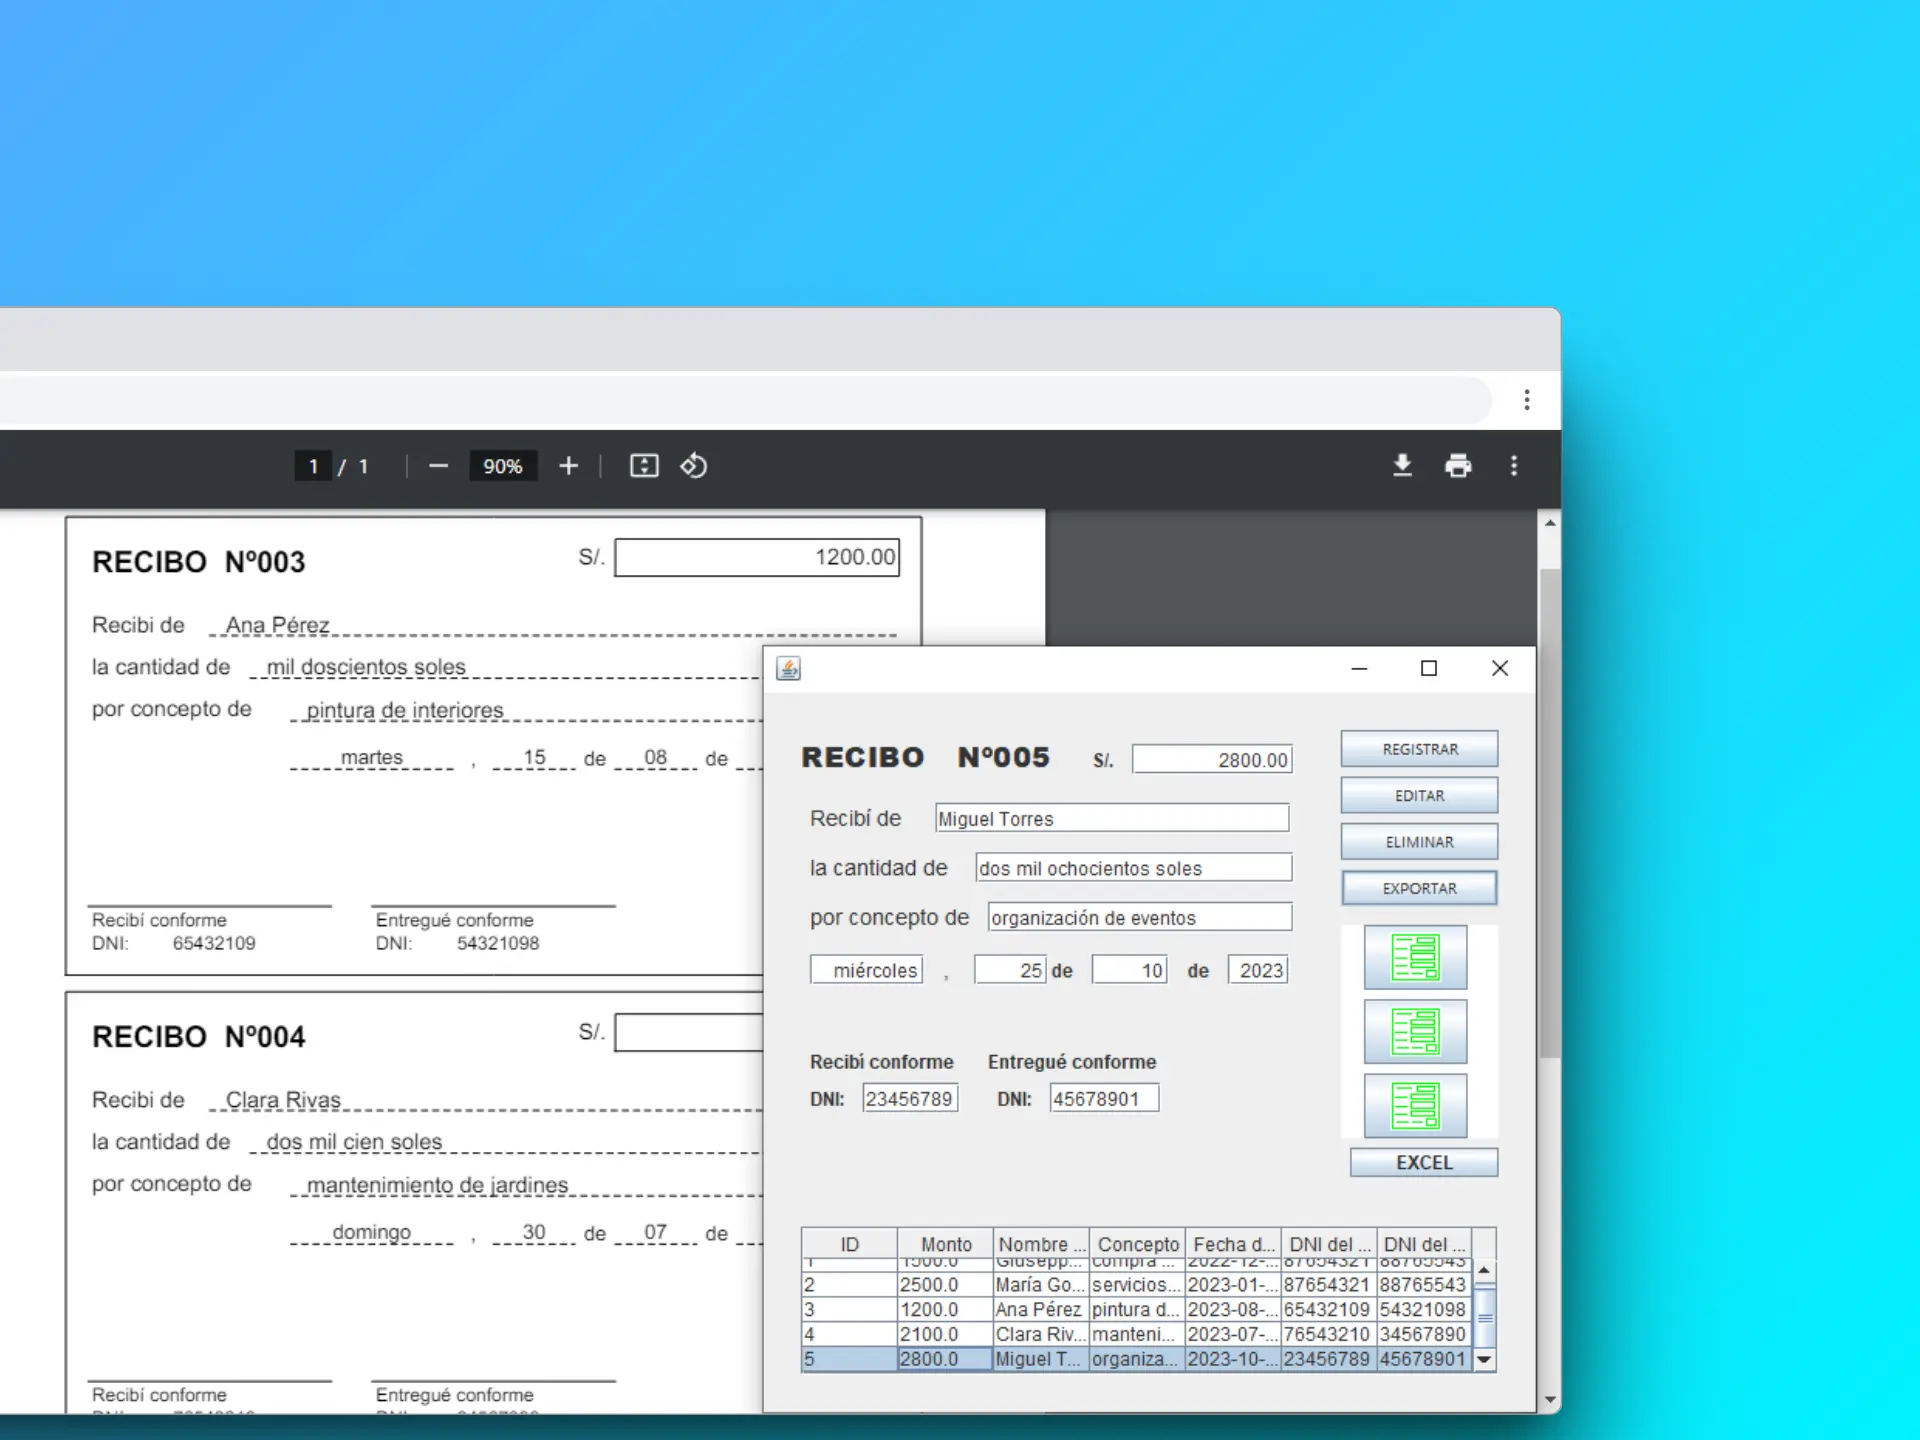 1 / 1
90%
RECIBO Nº003
S/. 1200.00
Recibi de Ana Pérez
la cantidad de mil doscientos soles
por concepto de pintura de interiores
martes , 15 de 08 de
Recibí conforme
DNI: 65432109
Entregué conforme
DNI: 54321098
RECIBO Nº004
S/.
Recibi de Clara Rivas
la cantidad de dos mil cien soles
por concepto de mantenimiento de jardines
domingo , 30 de 07 de
Recibí conforme
Entregué conforme
RECIBO Nº005
S/. 2800.00
Recibí de Miguel Torres
la cantidad de dos mil ochocientos soles
por concepto de organización de eventos
miércoles , 25 de 10 de 2023
Recibí conforme
DNI: 23456789
Entregué conforme
DNI: 45678901
REGISTRAR
EDITAR
ELIMINAR
EXPORTAR
EXCEL
ID Monto Nombre ... Concepto Fecha d... DNI del ... DNI del ...
1 1500.0 Giusepp... compra ... 2022-12-... 87654321 88765543
2 2500.0 María Go... servicios... 2023-01-... 87654321 88765543
3 1200.0 Ana Pérez pintura d... 2023-08-... 65432109 54321098
4 2100.0 Clara Riv... manteni... 2023-07-... 76543210 34567890
5 2800.0 Miguel T... organiza... 2023-10-... 23456789 45678901